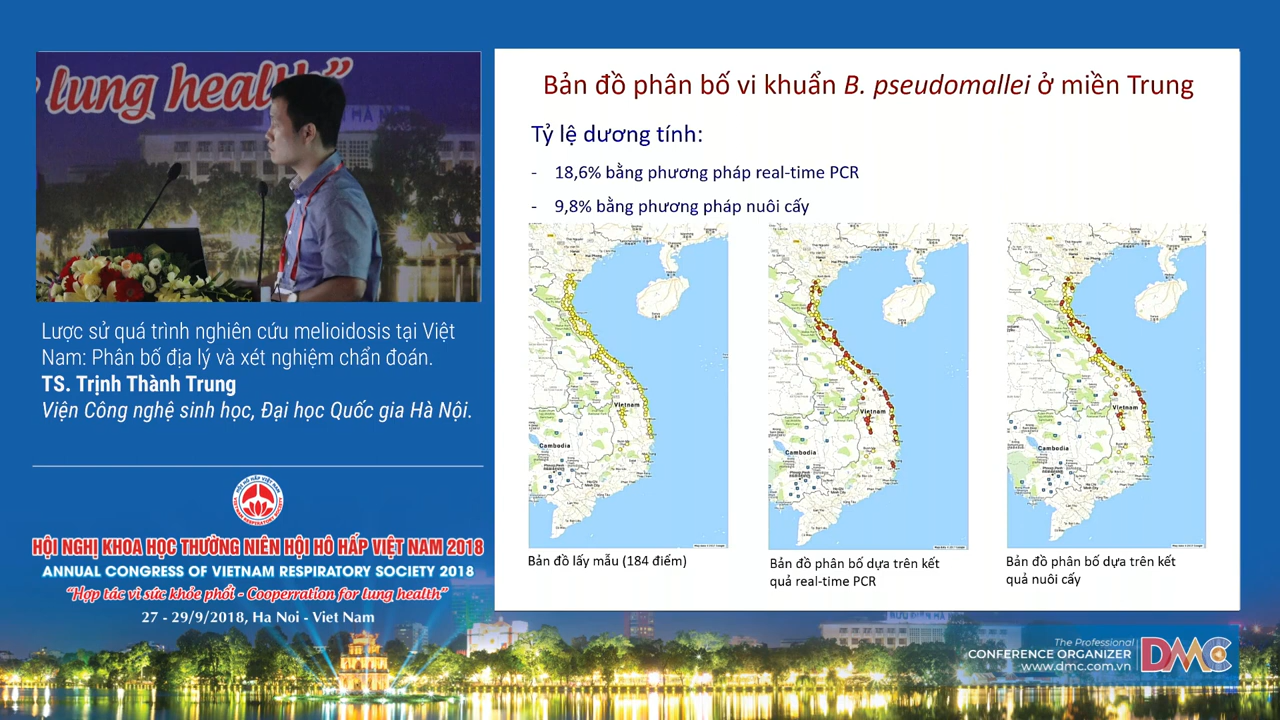 lung health”
Lược sử quá trình nghiên cứu melioidosis tại Việt
Nam: Phân bố địa lý và xét nghiệm chẩn đoán.
TS. Trịnh Thành Trung
Viện Công nghệ sinh học, Đại học Quốc gia Hà Nội.
HỘI NGHỊ KHOA HỌC THƯỜNG NIÊN HỘI HÔ HẤP VIỆT NAM 2018
ANNUAL CONGRESS OF VIETNAM RESPIRATORY SOCIETY 2018
“Hợp tác vì sức khỏe phổi - Cooperration for lung health”
27 - 29/9/2018, Ha Noi - Viet Nam
Bản đồ phân bố vi khuẩn B. pseudomallei ở miền Trung
Tỷ lệ dương tính:
- 18,6% bằng phương pháp real-time PCR
- 9,8% bằng phương pháp nuôi cấy
Vietnam
Cambodia
Vietnam
Cambodia
Vietnam
Cambodia
Bản đồ lấy mẫu (184 điểm)
Bản đồ phân bố dựa trên kết
quả real-time PCR
Bản đồ phân bố dựa trên kết
quả nuôi cấy
The Professional
CONFERENCE ORGANIZER
www.dmc.com.vn
DMC